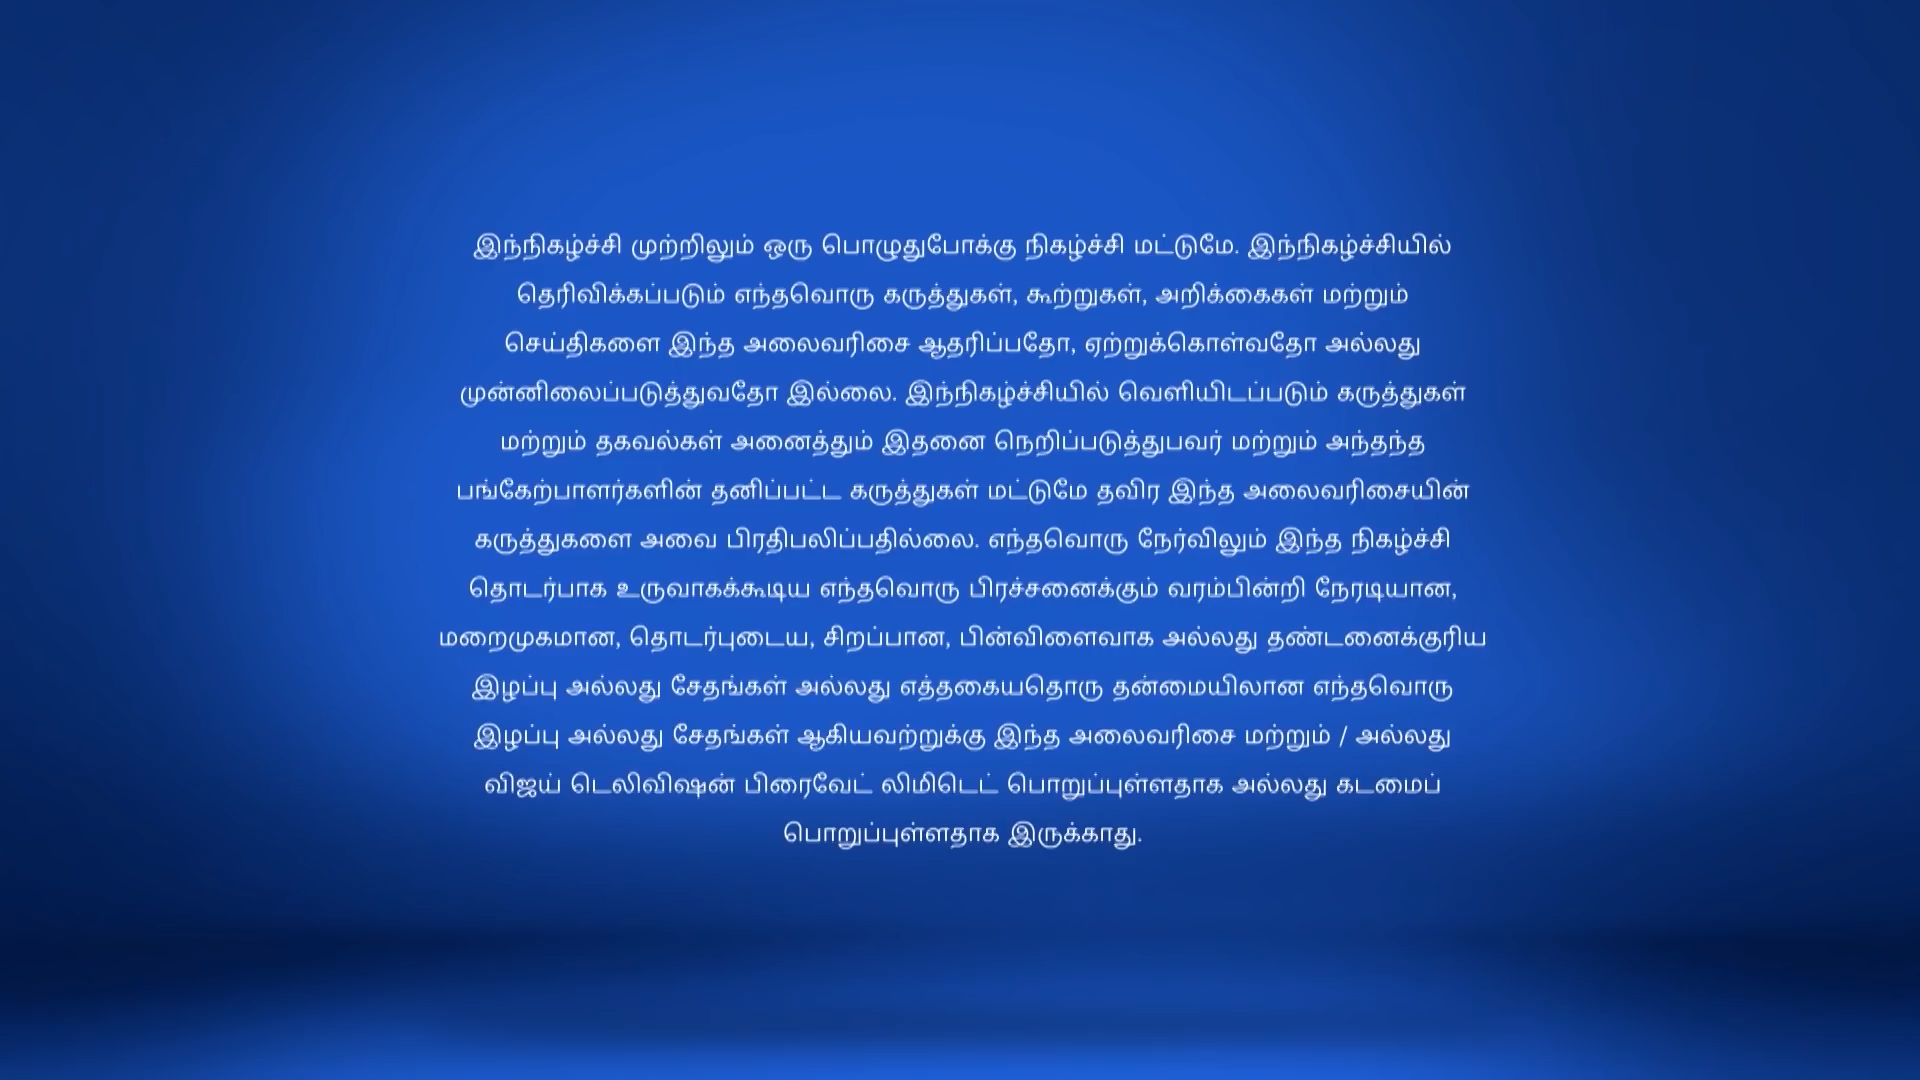 இந்நிகழ்ச்சி முற்றிலும் ஒரு பொழுதுபோக்கு நிகழ்ச்சி மட்டுமே. இந்நிகழ்ச்சியில்
தெரிவிக்கப்படும் எந்தவொரு கருத்துகள், கூற்றுகள், அறிக்கைகள் மற்றும்
செய்திகளை இந்த அலைவரிசை ஆதரிப்பதோ, ஏற்றுக்கொள்வதோ அல்லது
முன்னிலைப்படுத்துவதோ இல்லை. இந்நிகழ்ச்சியில் வெளியிடப்படும் கருத்துகள்
மற்றும் தகவல்கள் அனைத்தும் இதனை நெறிப்படுத்துபவர் மற்றும் அந்தந்த
பங்கேற்பாளர்களின் தனிப்பட்ட கருத்துகள் மட்டுமே தவிர இந்த அலைவரிசையின்
கருத்துகளை அவை பிரதிபலிப்பதில்லை. எந்தவொரு நேர்விலும் இந்த நிகழ்ச்சி
தொடர்பாக உருவாகக்கூடிய எந்தவொரு பிரச்சனைக்கும் வரம்பின்றி நேரடியான,
மறைமுகமான, தொடர்புடைய, சிறப்பான, பின்விளைவாக அல்லது தண்டனைக்குரிய
இழப்பு அல்லது சேதங்கள் அல்லது எத்தகையதொரு தன்மையிலான எந்தவொரு
இழப்பு அல்லது சேதங்கள் ஆகியவற்றுக்கு இந்த அலைவரிசை மற்றும் / அல்லது
விஜய் டெலிவிஷன் பிரைவேட் லிமிடெட் பொறுப்புள்ளதாக அல்லது கடமைப்
பொறுப்புள்ளதாக இருக்காது.